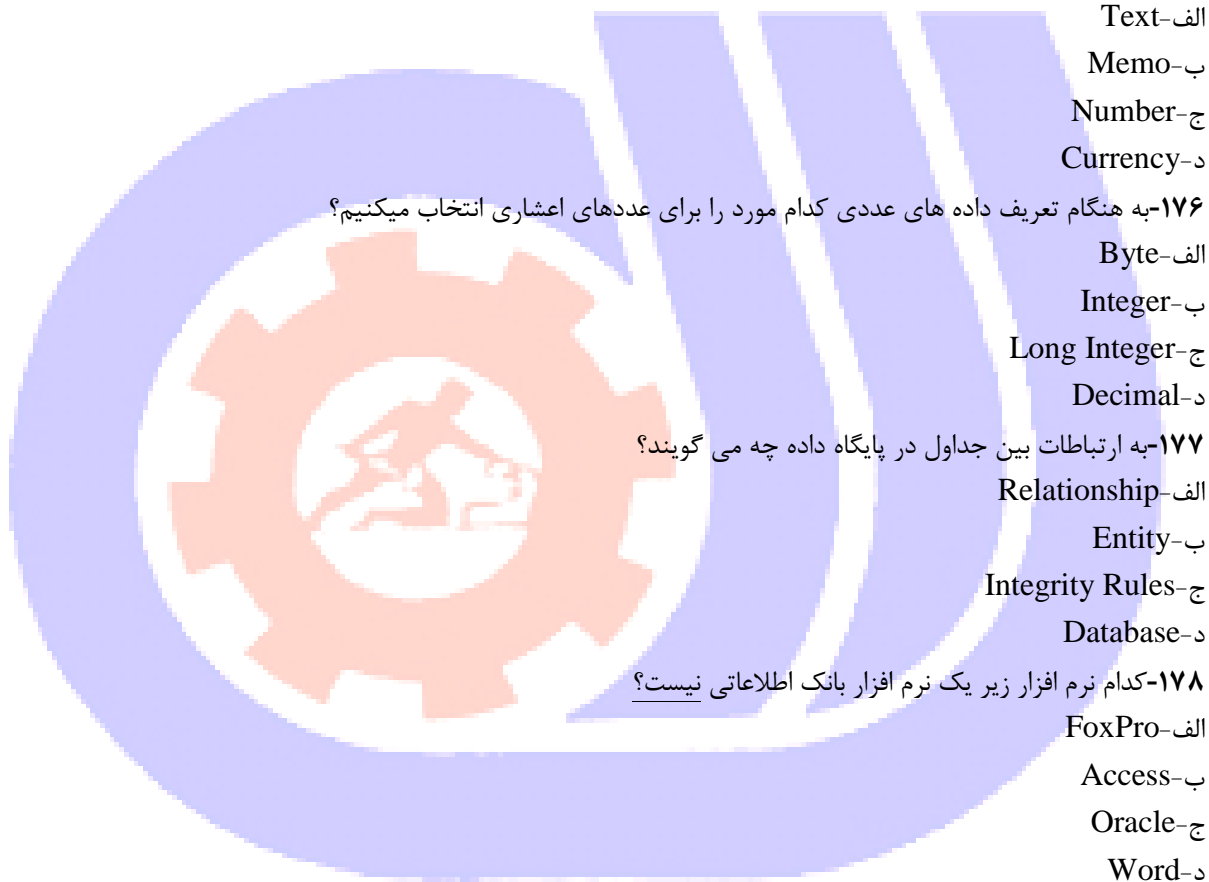 الف-Text
ب-Memo
ج-Number
د-Currency
۱۷۶-به هنگام تعریف داده های عددی کدام مورد را برای عددهای اعشاری انتخاب میکنیم؟
الف-Byte
ب-Integer
ج-Long Integer
د-Decimal
۱۷۷-به ارتباطات بین جداول در پایگاه داده چه می گویند؟
الف-Relationship
ب-Entity
ج-Integrity Rules
د-Database
۱۷۸-کدام نرم افزار زیر یک نرم افزار بانک اطلاعاتی نیست؟
الف-FoxPro
ب-Access
ج-Oracle
د-Word